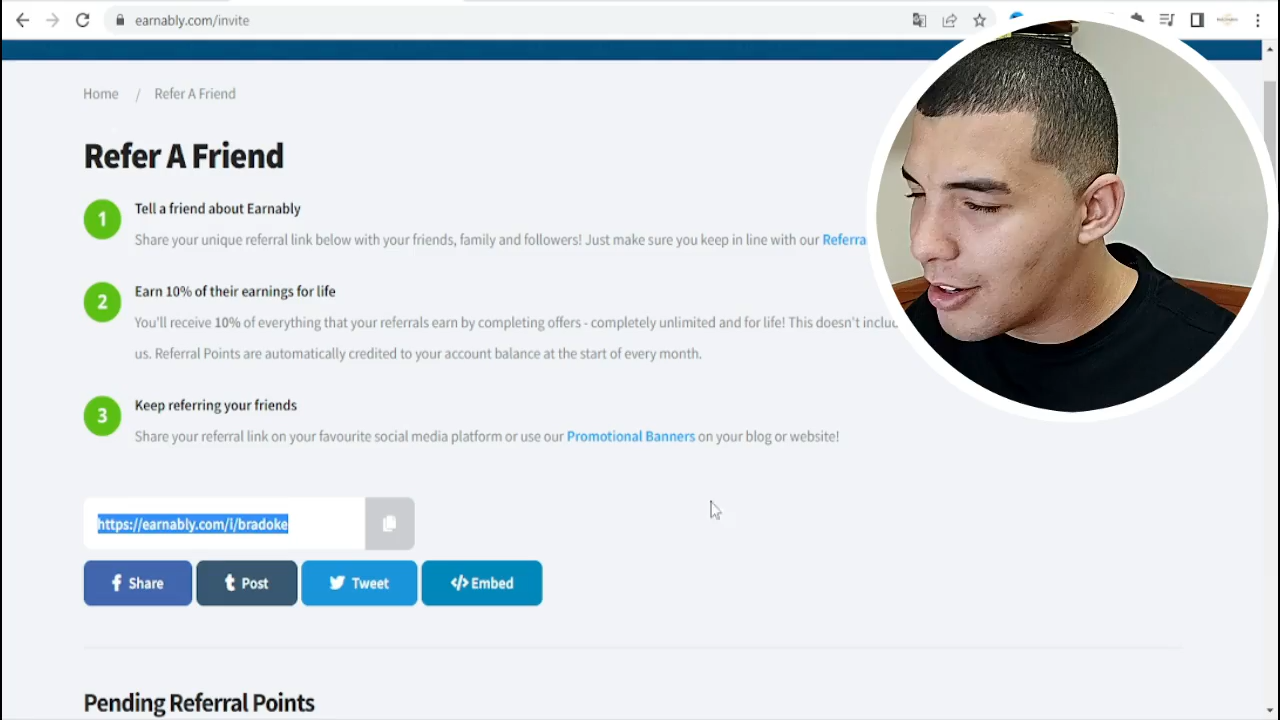 earnably.com/invite
Home / Refer A Friend
Refer A Friend
1
Tell a friend about Earnably
Share your unique referral link below with your friends, family and followers! Just make sure you keep in line with our Referra
2
Earn 10% of their earnings for life
You'll receive 10% of everything that your referrals earn by completing offers - completely unlimited and for life! This doesn't includ
us. Referral Points are automatically credited to your account balance at the start of every month.
3
Keep referring your friends
Share your referral link on your favourite social media platform or use our Promotional Banners on your blog or website!
https://earnably.com/i/bradoke
Share Post Tweet Embed
Pending Referral Points